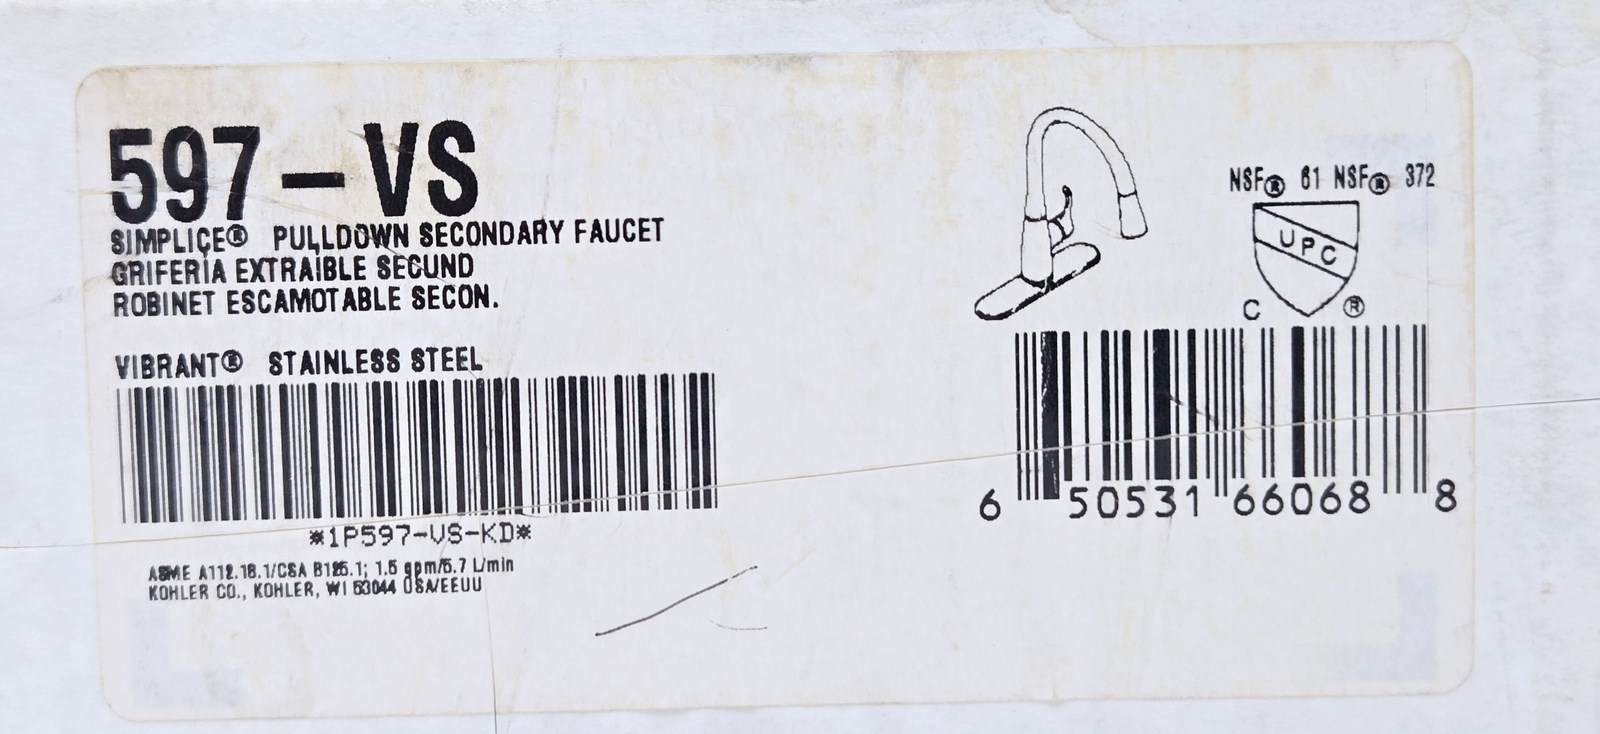 597-VS
SIMPLICE® PULLDOWN SECONDARY FAUCET
GRIFERÍA EXTRAÍBLE SECUND
ROBINET ESCAMOTABLE SECON.
VIBRANT® STAINLESS STEEL
*1P597-VS-KD*
ASME A112.18.1/CSA B125.1; 1.5 gpm/5.7 L/min
KOHLER CO., KOHLER, WI 53044 USA/EEUU
NSF® 61 NSF® 372
UPC
C ®
6 50531 66068 8